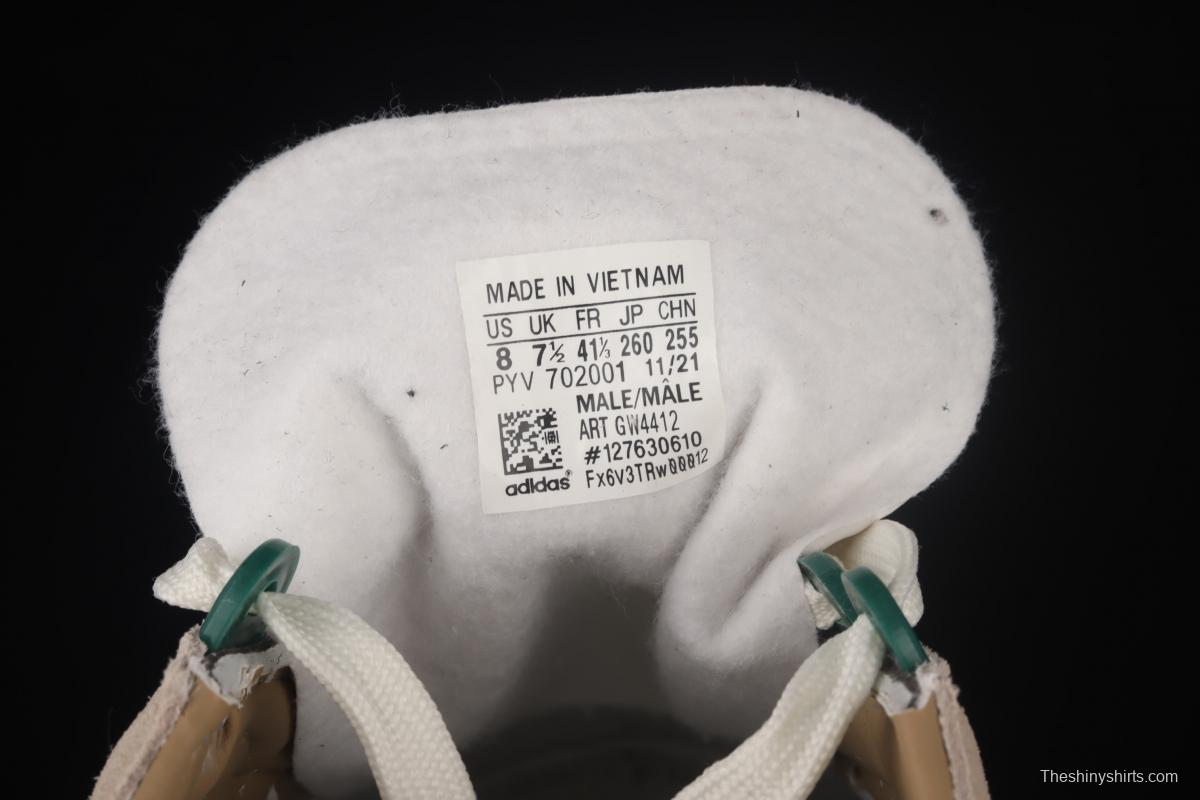 MADE IN VIETNAM
US UK FR JP CHN
8 7½ 41⅓ 260 255
PYV 702001 11/21
MALE/MÂLE
ART GW4412
#127630610
Fx6V3TRw00012
adidas
Theshinyshirts.com